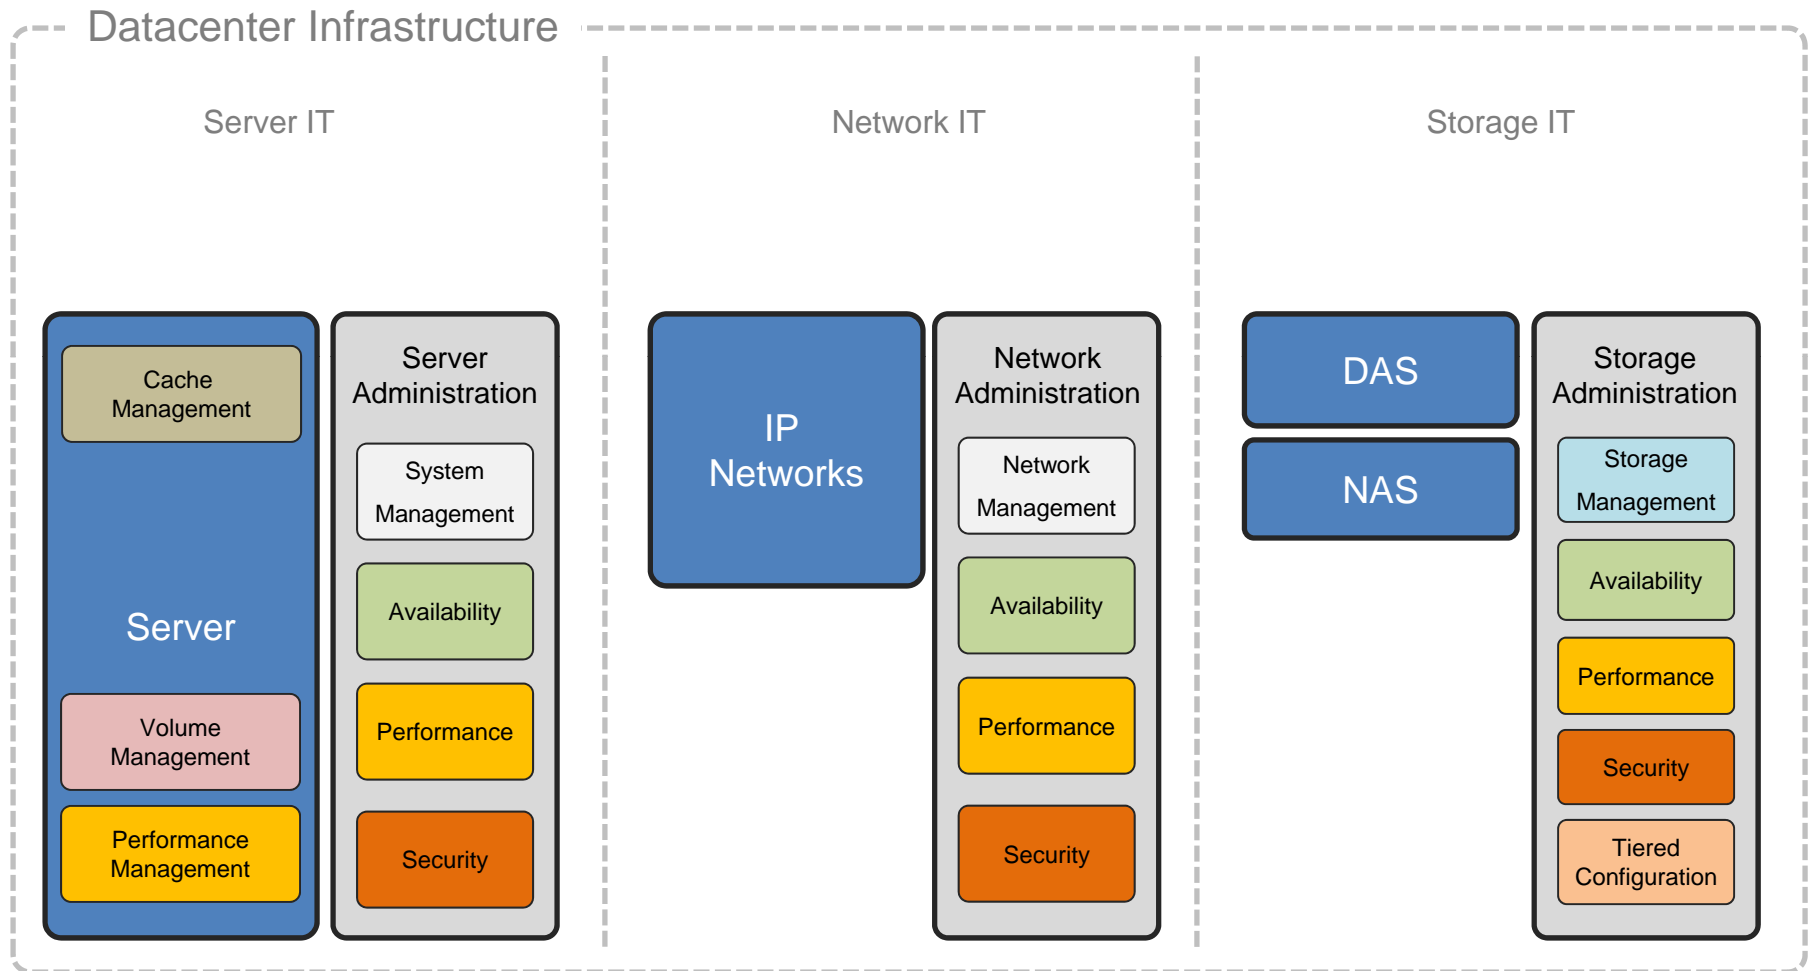 Datacenter Infrastructure
Server IT
Network IT
Storage IT
Cache
Management
Server
Volume
Management
Performance
Management
Server
Administration
System
Management
Availability
Performance
Security
IP
Networks
Network
Administration
Network
Management
Availability
Performance
Security
DAS
NAS
Storage
Administration
Storage
Management
Availability
Performance
Security
Tiered
Configuration